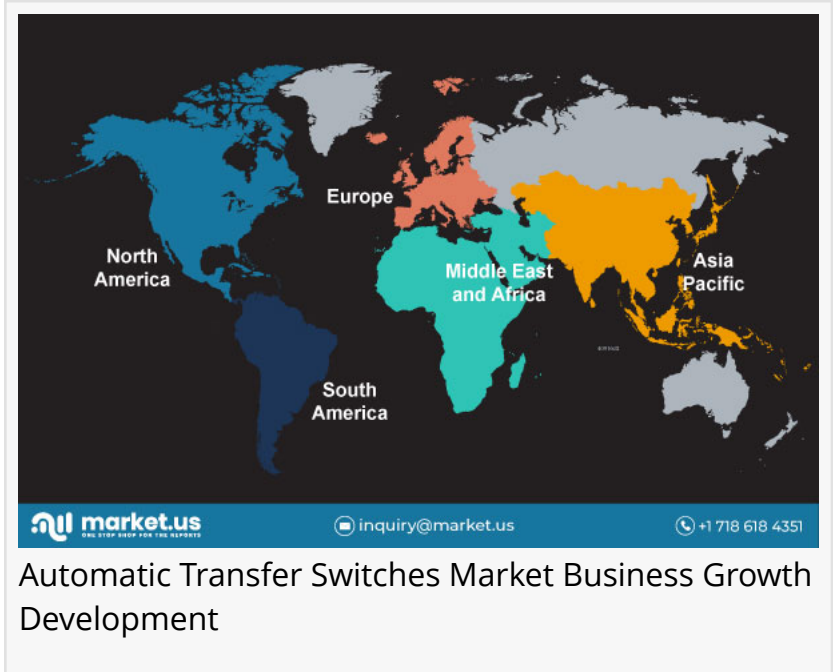 Europe
North
America
Middle East
and Africa
Asia
Pacific
South
America
market.us
ONE STOP SHOP FOR THE REPORTS
inquiry@market.us
+1 718 618 4351
Automatic Transfer Switches Market Business Growth
Development